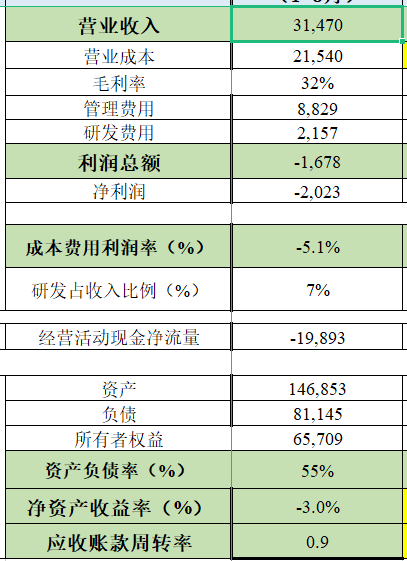 营业收入 31,470
营业成本 21,540
毛利率 32%
管理费用 8,829
研发费用 2,157
利润总额 -1,678
净利润 -2,023
成本费用利润率（%） -5.1%
研发占收入比例（%） 7%
经营活动现金净流量 -19,893
资产 146,853
负债 81,145
所有者权益 65,709
资产负债率（%） 55%
净资产收益率（%） -3.0%
应收账款周转率 0.9